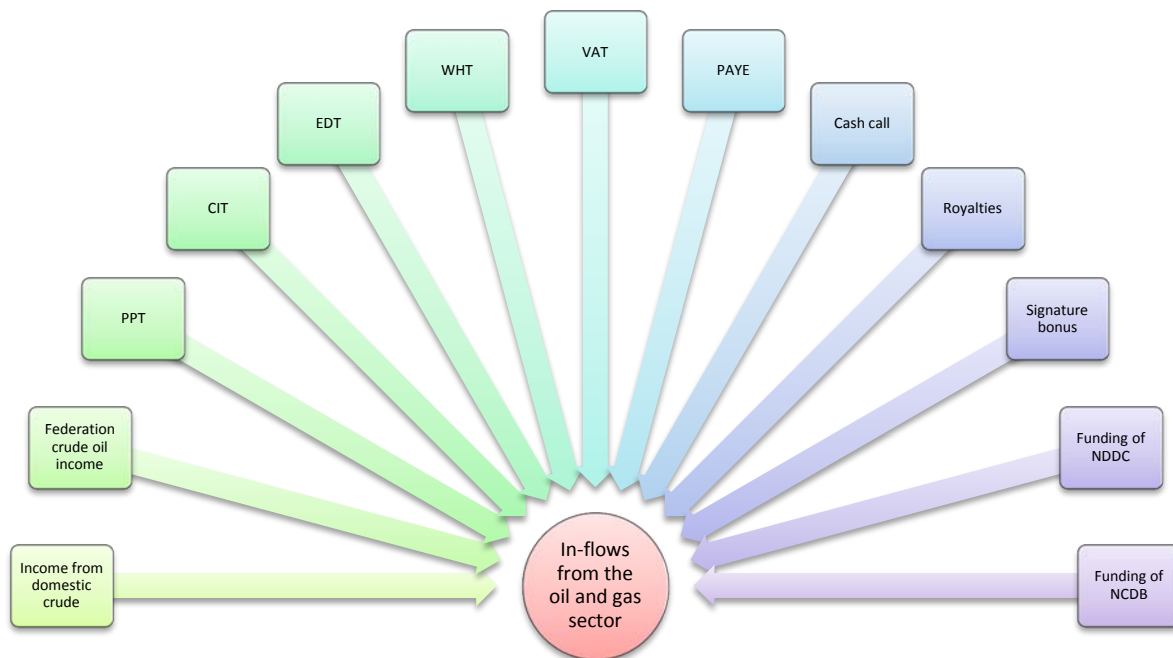 VAT
WHT
PAYE
EDT
Cash call
CIT
Royalties
PPT
Signature
bonus
Federation
crude oil
income
Funding of
NDDC
Income from
domestic
crude
In-flows
from the
oil and gas
sector
Funding of
NCDB